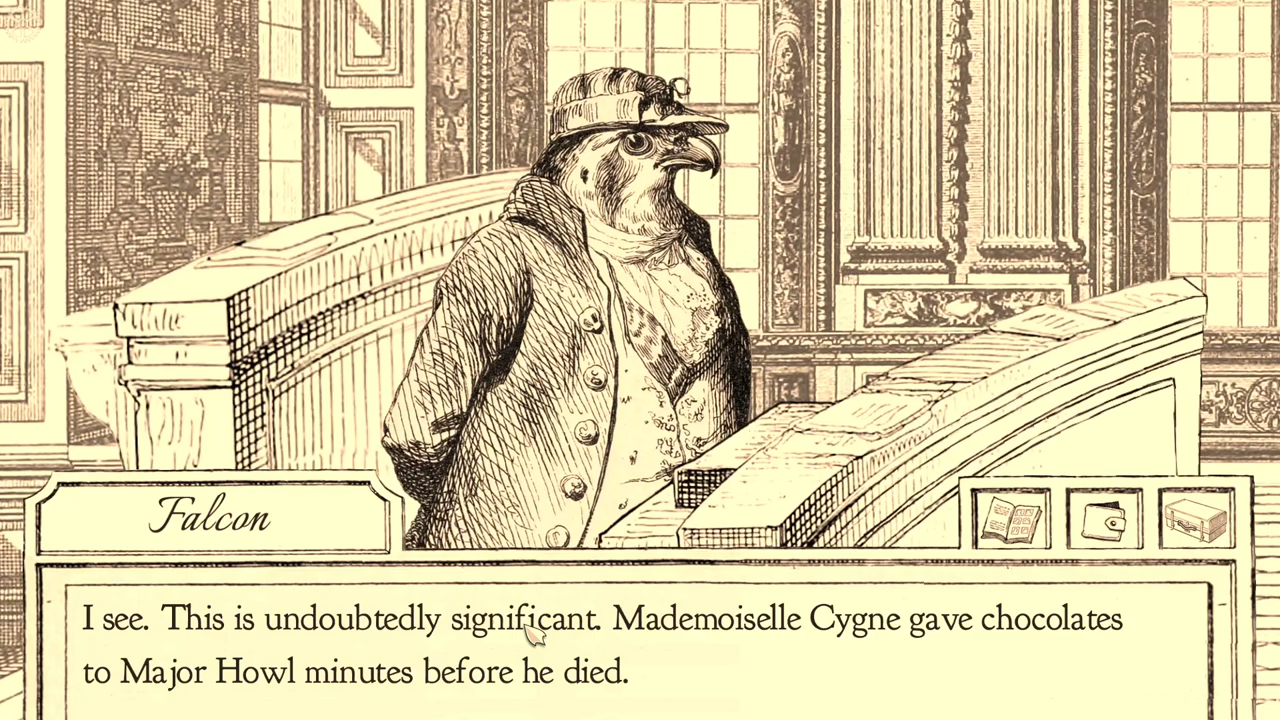 Falcon
I see. This is undoubtedly significant. Mademoiselle Cygne gave chocolates
to Major Howl minutes before he died.